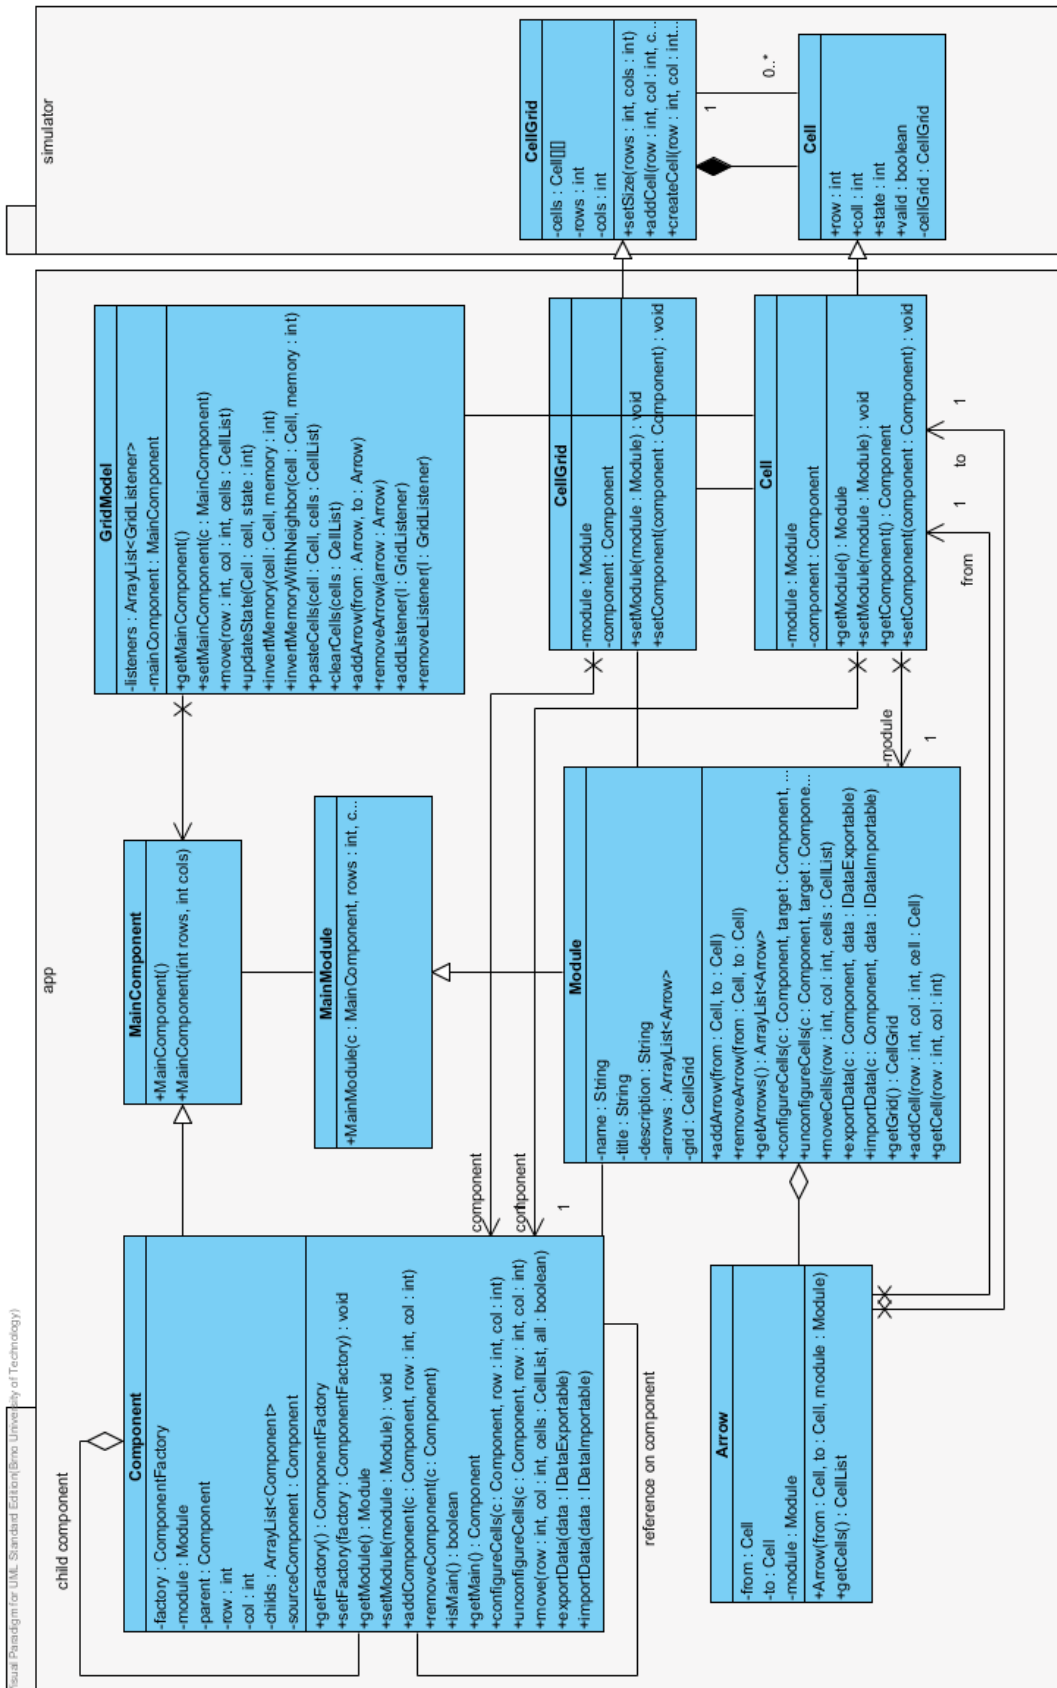 Visual Paradigm for UML Standard Edition(Brno University of Technology)
app
simulator
child component
Component
-factory : ComponentFactory
-module : Module
-parent : Component
-row : int
-col : int
-childs : ArrayList<Component>
-sourceComponent : Component
+getFactory() : ComponentFactory
+setFactory(factory : ComponentFactory) : void
+getModule() : Module
+setModule(module : Module) : void
+addComponent(c : Component, row : int, col : int)
+removeComponent(c : Component)
+isMain() : boolean
+getMain() : Component
+configureCells(c : Component, row : int, col : int)
+unconfigureCells(c : Component, row : int, col : int)
+move(row : int, col : int, cells : CellList, all : boolean)
+exportData(data : IDataExportable)
+importData(data : IDataImportable)
reference on component
MainComponent
+MainComponent()
+MainComponent(int rows, int cols)
GridModel
-listeners : ArrayList<GridListener>
-mainComponent : MainComponent
+getMainComponent()
+setMainComponent(c : MainComponent)
+move(row : int, col : int, cells : CellList)
+updateState(Cell : cell, state : int)
+invertMemory(cell : Cell, memory : int)
+invertMemoryWithNeighbor(cell : Cell, memory : int)
+pasteCells(cell : Cell, cells : CellList)
+clearCells(cells : CellList)
+addArrow(from : Arrow, to : Arrow)
+removeArrow(arrow : Arrow)
+addListener(l : GridListener)
+removeListener(l : GridListener)
MainModule
+MainModule(c : MainComponent, rows : int, c...
component
component
1
Module
-name : String
-title : String
-description : String
-arrows : ArrayList<Arrow>
-grid : CellGrid
+addArrow(from : Cell, to : Cell)
+removeArrow(from : Cell, to : Cell)
+getArrows() : ArrayList<Arrow>
+configureCells(c : Component, target : Component, ...
+unconfigureCells(c : Component, target : Compone...
+moveCells(row : int, col : int, cells : CellList)
+exportData(c : Component, data : IDataExportable)
+importData(c : Component, data : IDataImportable)
+getGrid() : CellGrid
+addCell(row : int, col : int, cell : Cell)
+getCell(row : int, col : int)
-module
1
CellGrid
-module : Module
-component : Component
+setModule(module : Module) : void
+setComponent(component : Component) : void
CellGrid
-cells : Cell[][]
-rows : int
-cols : int
+setSize(rows : int, cols : int)
+addCell(row : int, col : int, c...
+createCell(row : int, col : int...
1
0..*
Arrow
-from : Cell
-to : Cell
-module : Module
+Arrow(from : Cell, to : Cell, module : Module)
+getCells() : CellList
Cell
-module : Module
-component : Component
+getModule() : Module
+setModule(module : Module) : void
+getComponent() : Component
+setComponent(component : Component) : void
from
1
to
1
Cell
+row : int
+coll : int
+state : int
+valid : boolean
-cellGrid : CellGrid